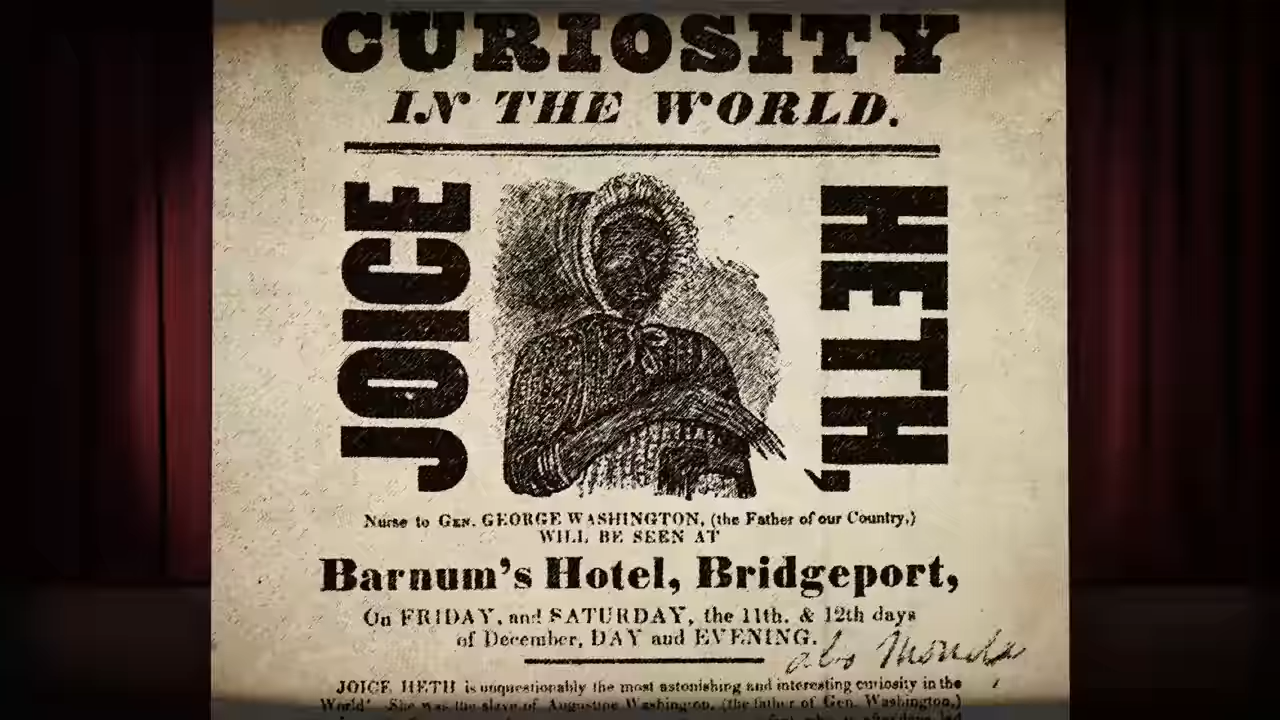 CURIOSITY
IN THE WORLD.
JOICE
HETH,
Nurse to GEN. GEORGE WASHINGTON, (the Father of our Country,)
WILL BE SEEN AT
Barnum's Hotel, Bridgeport,
On FRIDAY, and SATURDAY, the 11th. & 12th days
of December, DAY and EVENING.
also Monda
JOICE HETH is unquestionably the most astonishing and interesting curiosity in the
World! She was the slave of Augustine Washington, (the father of Gen. Washington,)